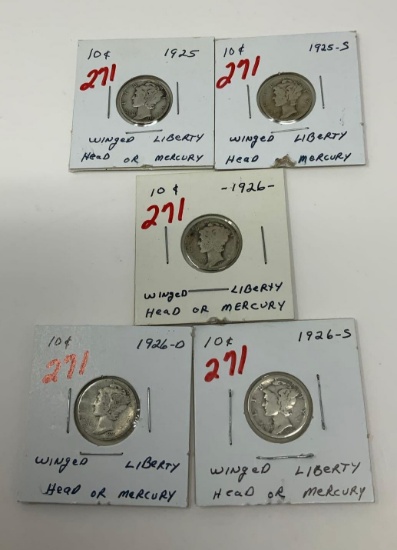 10¢ 1925
271
WINGED LIBERTY
HEAD OR MERCURY
10¢ 1925-S
271
WINGED LIBERTY
HEAD MERCURY
10¢ -1926-
271
WINGED LIBERTY
HEAD OR MERCURY
10¢ 1926-D
271
WINGED LIBERTY
HEAD OR MERCURY
10¢ 1926-S
271
WINGED LIBERTY
HEAD OR MERCURY